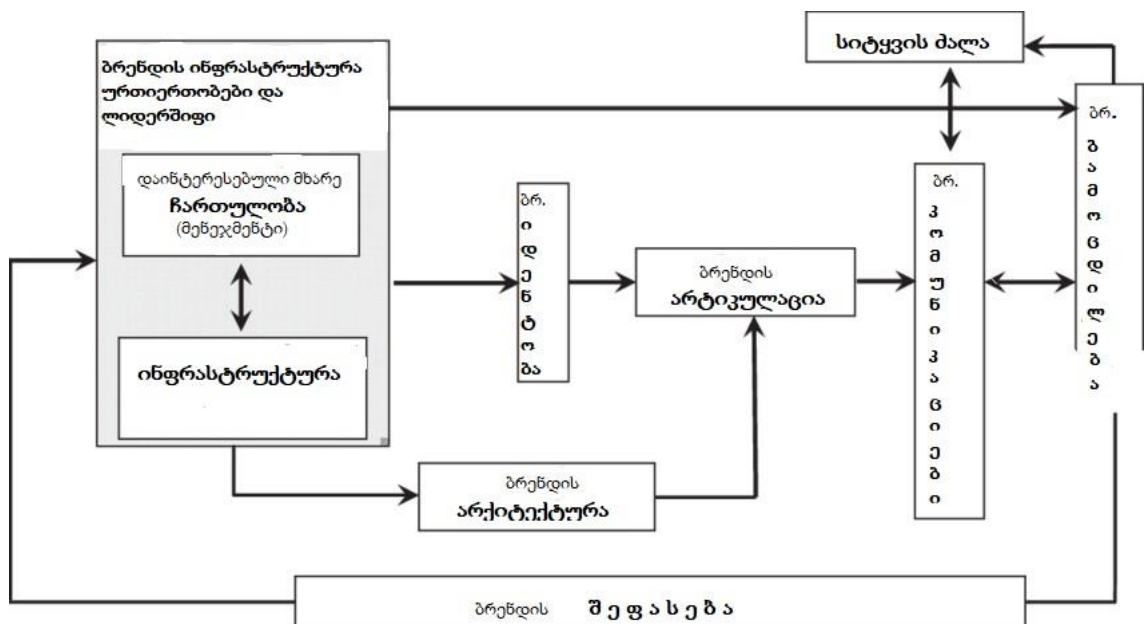 სიტყვის ძალა
ბრენდის ინფრასტრუქტურა
ურთიერთობები და
ლიდერშიფი
დაინტერესებული მხარე
ჩართულობა
(მენეჯმენტი)
ინფრასტრუქტურა
ბრ.
იდენტობა
ბრენდის
არტიკულაცია
ბრენდის
არქიტექტურა
ბრ.
კომუნიკაციები
ბრ.
გამოცდილება
ბრენდის შეფასება